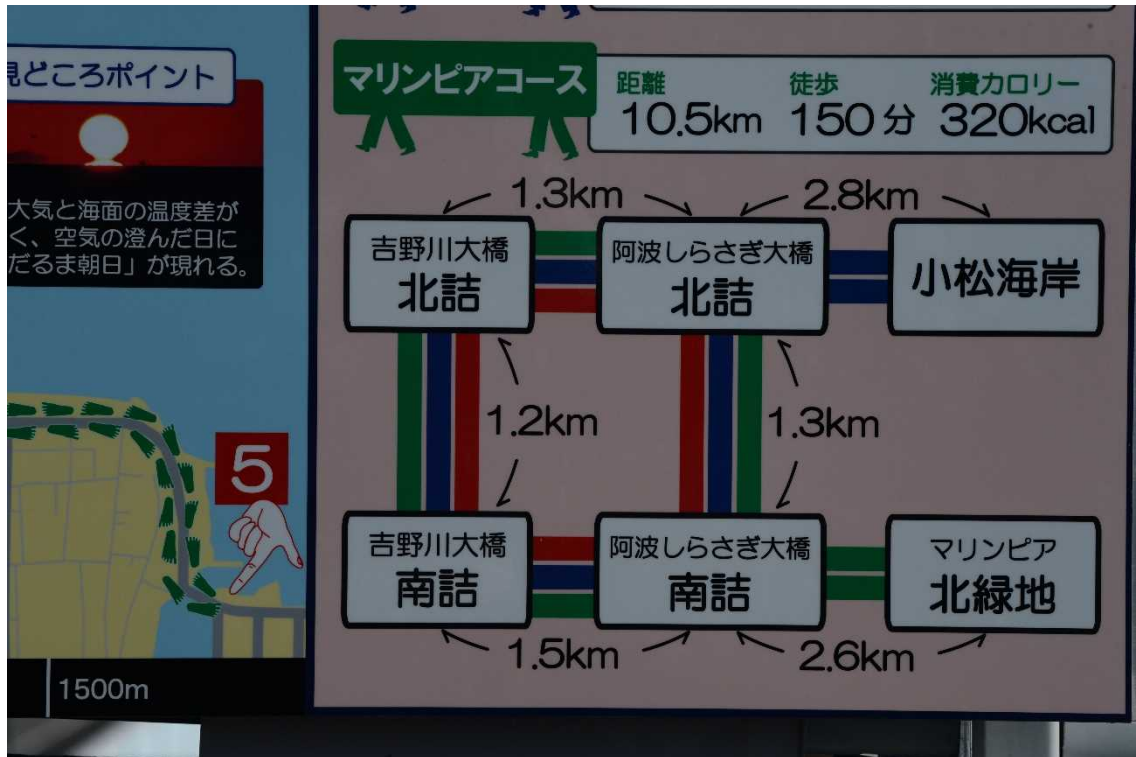 見どころポイント
大気と海面の温度差が
く、空気の澄んだ日に
だるま朝日」が現れる。
5
1500m
マリンピアコース
距離 徒歩 消費カロリー
10.5km 150分 320kcal
1.3km 2.8km
吉野川大橋
北詰
阿波しらさぎ大橋
北詰
小松海岸
1.2km 1.3km
吉野川大橋
南詰
阿波しらさぎ大橋
南詰
マリンピア
北緑地
1.5km 2.6km